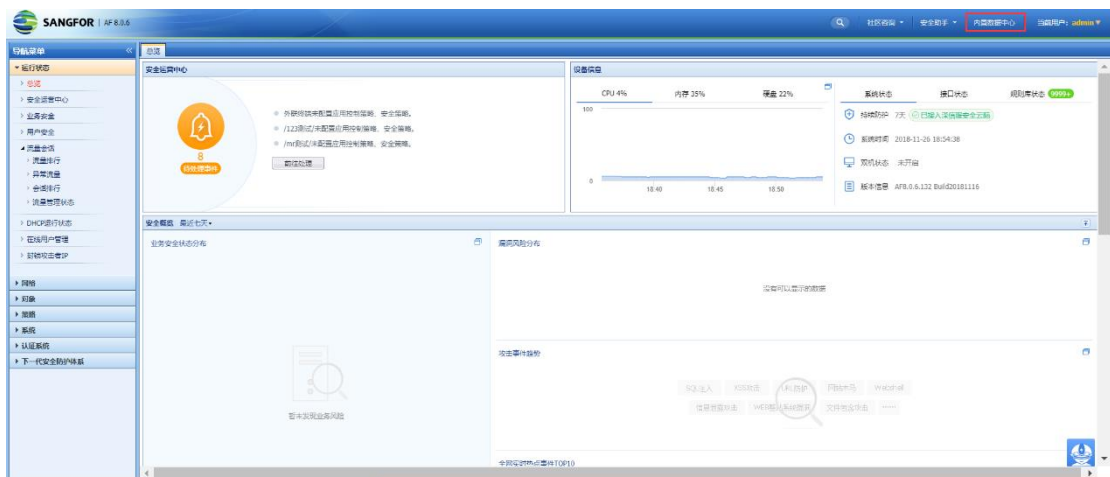 SANGFOR | AF 8.0.6
社区咨询 安全助手 内置数据中心 当前用户: admin
导航菜单 «
总览
运行状态
总览
安全运营中心
业务安全
用户安全
流量会话
流量排行
异常流量
会话排行
流量管理状态
DHCP运行状态
在线用户管理
封锁攻击者IP
网络
对象
策略
系统
认证系统
下一代安全防护体系
安全运营中心
8
待处理事件
外联终端未配置应用控制策略、安全策略。
/123测试/未配置应用控制策略、安全策略。
/mr测试/未配置应用控制策略、安全策略。
前往处理
设备信息
CPU 4% 内存 35% 硬盘 22%
100
0
18:40 18:45 18:50
系统状态 接口状态 规则库状态 9999+
持续防护 7天 已接入深信服安全云脑
系统时间 2018-11-26 18:54:38
双机状态 未开启
版本信息 AF8.0.6.132 Build20181116
安全概览 最近七天
业务安全状态分布
暂未发现业务风险
漏洞风险分布
没有可以显示的数据
攻击事件趋势
SQL注入 XSS攻击 网站木马 Webshell
信息泄露攻击 WEB整站系统漏洞 文件包含攻击 ......
全网实时热点事件TOP10